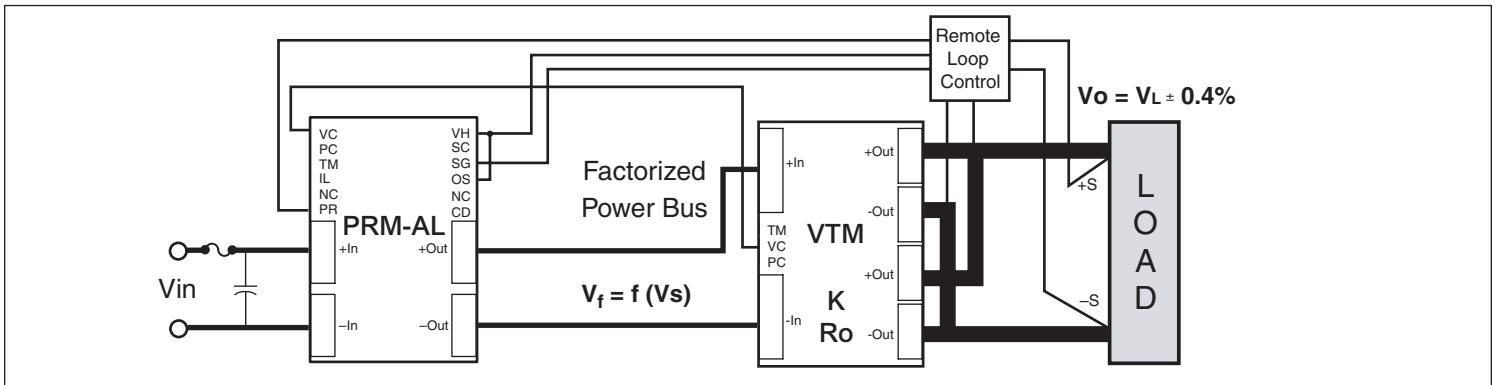 Remote
Loop
Control
Vo = VL ± 0.4%
VC
PC
TM
IL
NC
PR
VH
SC
SG
OS
NC
CD
PRM-AL
+In
–In
+Out
–Out
Vin
Factorized
Power Bus
Vf = f (Vs)
+In
-In
TM
VC
PC
VTM
K
Ro
+Out
-Out
+Out
-Out
+S
–S
L
O
A
D